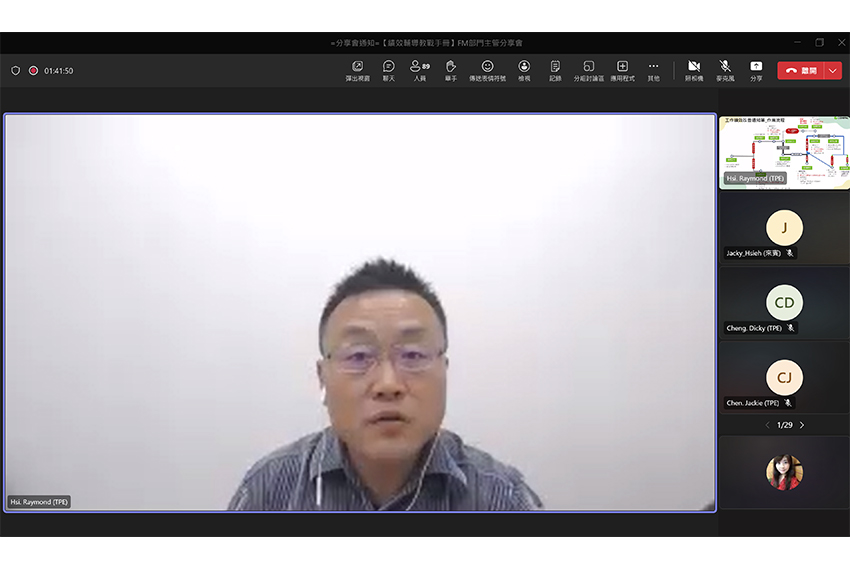 =分享會通知=【績效輔導教戰手冊】FM部門主管分享會
01:41:50
彈出視窗
聊天
人員
89
舉手
傳送表情符號
檢視
記錄
分組討論區
應用程式
其他
照相機
麥克風
分享
離開
Hsi. Raymond (TPE)
Hsi. Raymond (TPE)
J
Jacky_Hsieh (來賓)
CD
Cheng. Dicky (TPE)
CJ
Chen. Jackie (TPE)
1/29